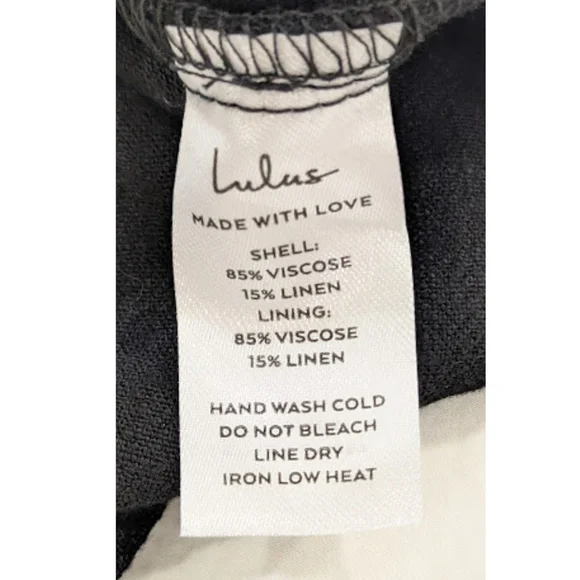 Lulus
MADE WITH LOVE
SHELL:
85% VISCOSE
15% LINEN
LINING:
85% VISCOSE
15% LINEN
HAND WASH COLD
DO NOT BLEACH
LINE DRY
IRON LOW HEAT